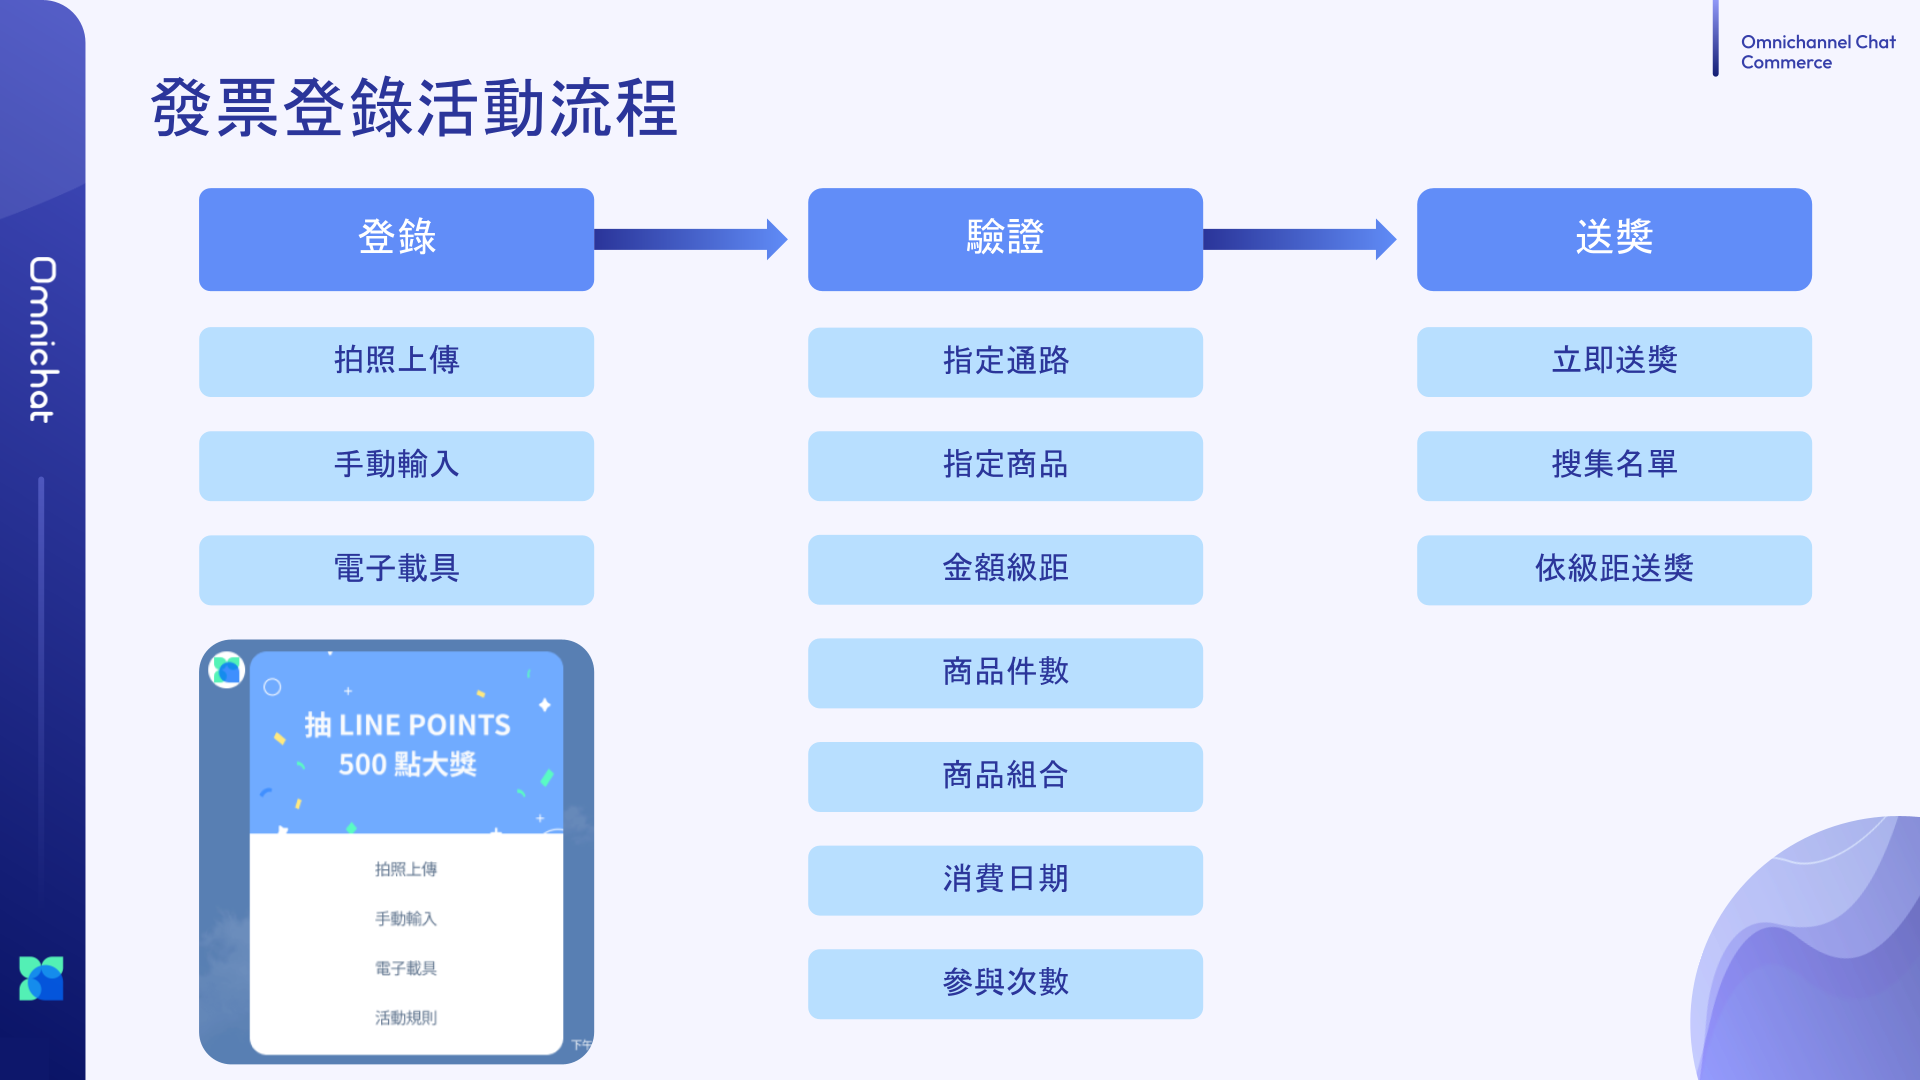 Omnichannel Chat
Commerce
Omnichat
發票登錄活動流程
登錄
驗證
送獎
拍照上傳
手動輸入
電子載具
指定通路
指定商品
金額級距
商品件數
商品組合
消費日期
參與次數
立即送獎
搜集名單
依級距送獎
抽 LINE POINTS
500 點大獎
拍照上傳
手動輸入
電子載具
活動規則
下午